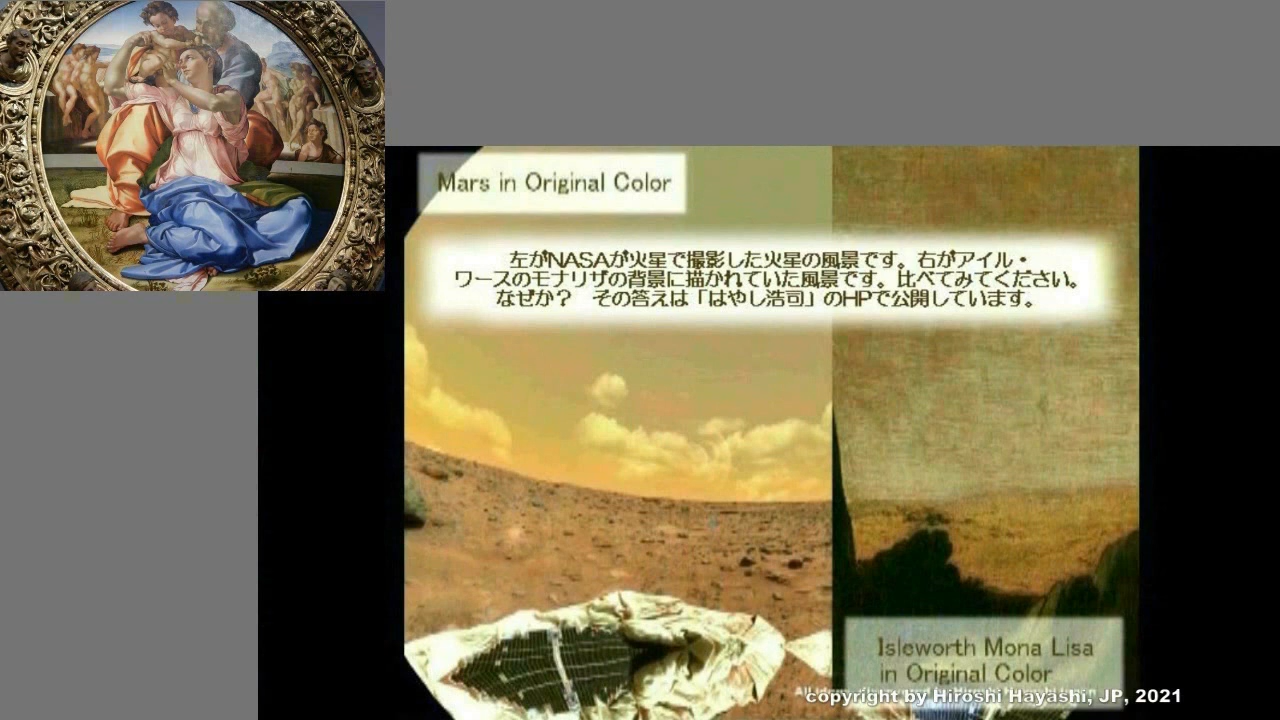 Mars in Original Color
左がNASAが火星で撮影した火星の風景です。右がアイル・
ワースのモナリザの背景に描かれていた風景です。比べてみてください。
なぜか？　その答えは「はやし浩司」のHPで公開しています。
Isleworth Mona Lisa
in Original Color
copyright by Hiroshi Hayashi, JP, 2021